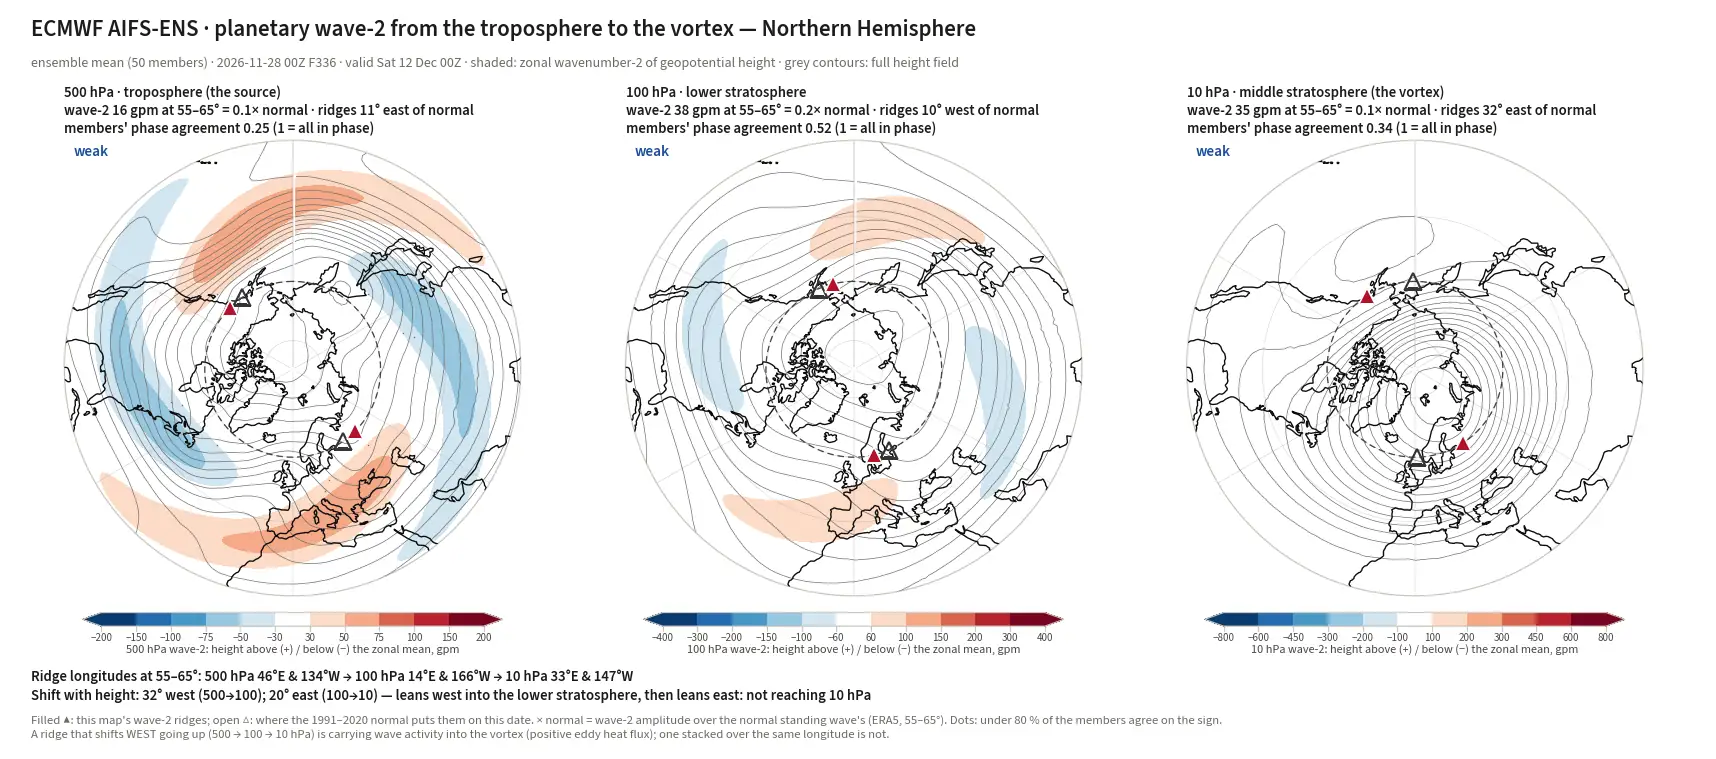 ECMWF AIFS-ENS · planetary wave-2 from the troposphere to the vortex — Northern Hemisphere
ensemble mean (50 members) · 2026-11-28 00Z F336 · valid Sat 12 Dec 00Z · shaded: zonal wavenumber-2 of geopotential height · grey contours: full height field
500 hPa · troposphere (the source)
wave-2 16 gpm at 55–65° = 0.1× normal · ridges 11° east of normal
members' phase agreement 0.25 (1 = all in phase)
weak
100 hPa · lower stratosphere
wave-2 38 gpm at 55–65° = 0.2× normal · ridges 10° west of normal
members' phase agreement 0.52 (1 = all in phase)
weak
10 hPa · middle stratosphere (the vortex)
wave-2 35 gpm at 55–65° = 0.1× normal · ridges 32° east of normal
members' phase agreement 0.34 (1 = all in phase)
weak
−200 −150 −100 −75 −50 −30 30 50 75 100 150 200
500 hPa wave-2: height above (+) / below (−) the zonal mean, gpm
−400 −300 −200 −150 −100 −60 60 100 150 200 300 400
100 hPa wave-2: height above (+) / below (−) the zonal mean, gpm
−800 −600 −450 −300 −200 −100 100 200 300 450 600 800
10 hPa wave-2: height above (+) / below (−) the zonal mean, gpm
Ridge longitudes at 55–65°: 500 hPa 46°E & 134°W → 100 hPa 14°E & 166°W → 10 hPa 33°E & 147°W
Shift with height: 32° west (500→100); 20° east (100→10) — leans west into the lower stratosphere, then leans east: not reaching 10 hPa
Filled ▲: this map's wave-2 ridges; open △: where the 1991–2020 normal puts them on this date. × normal = wave-2 amplitude over the normal standing wave's (ERA5, 55–65°). Dots: under 80 % of the members agree on the sign.
A ridge that shifts WEST going up (500 → 100 → 10 hPa) is carrying wave activity into the vortex (positive eddy heat flux); one stacked over the same longitude is not.